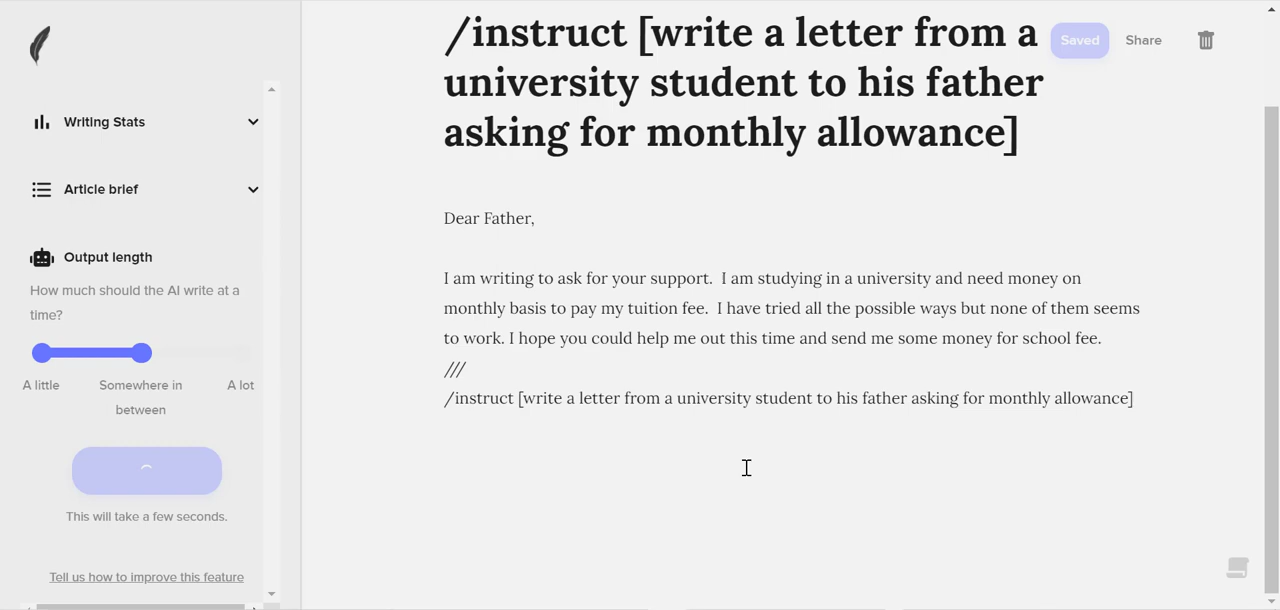 Writing Stats
Article brief
Output length
How much should the AI write at a
time?
A little
Somewhere in
between
A lot
This will take a few seconds.
Tell us how to improve this feature
/instruct [write a letter from a
university student to his father
asking for monthly allowance]
Saved
Share
Dear Father,
I am writing to ask for your support.  I am studying in a university and need money on
monthly basis to pay my tuition fee.  I have tried all the possible ways but none of them seems
to work. I hope you could help me out this time and send me some money for school fee.
///
/instruct [write a letter from a university student to his father asking for monthly allowance]